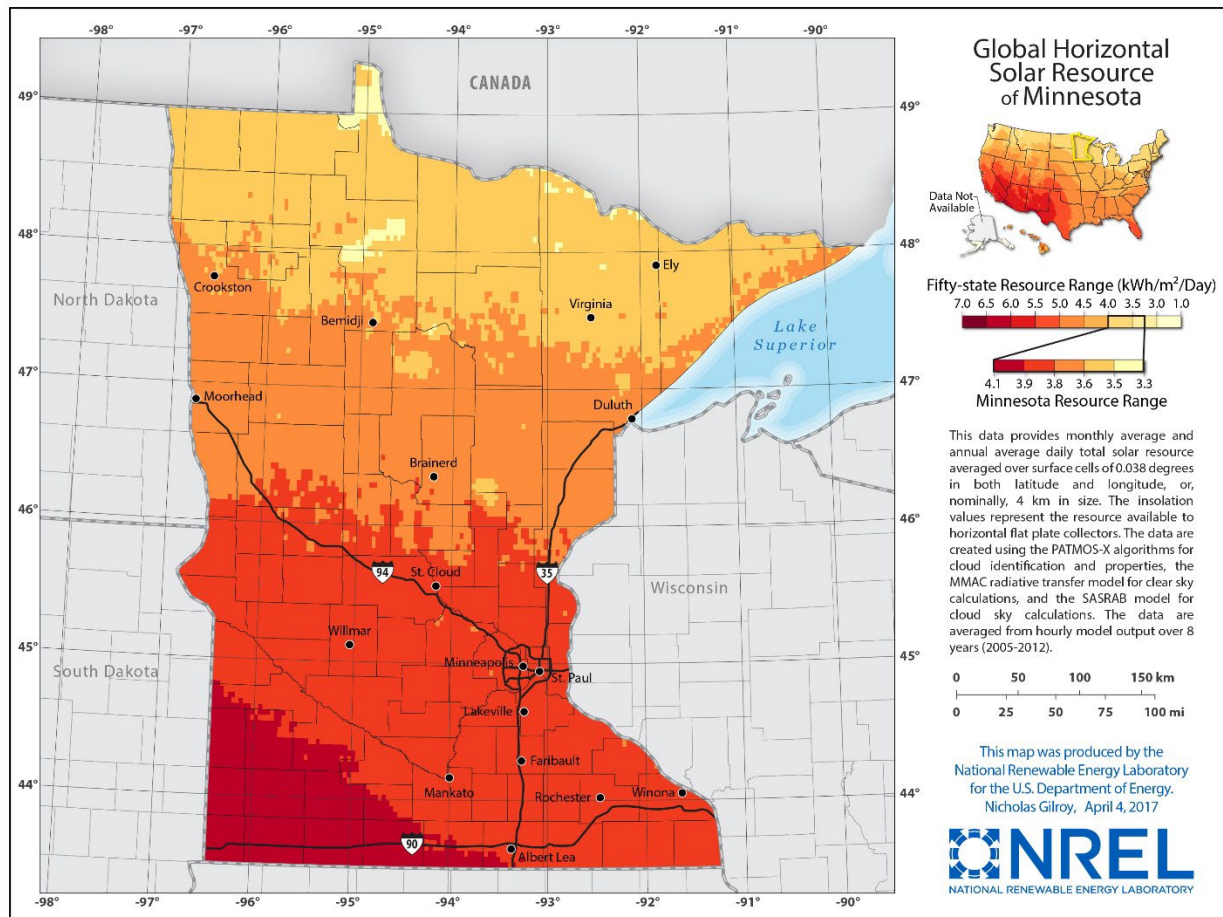 -98° -97° -96° -95° -94° -93° -92° -91° -90°
CANADA
49° 49°
48° 48°
47° 47°
46° 46°
45° 45°
44° 44°
North Dakota
South Dakota
Wisconsin
Lake
Superior
Crookston
Bemidji
Virginia
Ely
Moorhead
Duluth
Brainerd
94
35
St. Cloud
Willmar
Minneapolis
St. Paul
Lakeville
Faribault
Mankato
Rochester
Winona
90
Albert Lea
-98° -97° -96° -95° -94° -93° -92° -91° -90°
Global Horizontal
Solar Resource
of Minnesota
Data Not
Available
Fifty-state Resource Range (kWh/m²/Day)
7.0 6.5 6.0 5.5 5.0 4.5 4.0 3.5 3.0 1.0
4.1 3.9 3.8 3.6 3.5 3.3
Minnesota Resource Range
This data provides monthly average and
annual average daily total solar resource
averaged over surface cells of 0.038 degrees
in both latitude and longitude, or,
nominally, 4 km in size. The insolation
values represent the resource available to
horizontal flat plate collectors. The data are
created using the PATMOS-X algorithms for
cloud identification and properties, the
MMAC radiative transfer model for clear sky
calculations, and the SASRAB model for
cloud sky calculations. The data are
averaged from hourly model output over 8
years (2005-2012).
0 50 100 150 km
0 25 50 75 100 mi
This map was produced by the
National Renewable Energy Laboratory
for the U.S. Department of Energy.
Nicholas Gilroy, April 4, 2017
NREL
NATIONAL RENEWABLE ENERGY LABORATORY